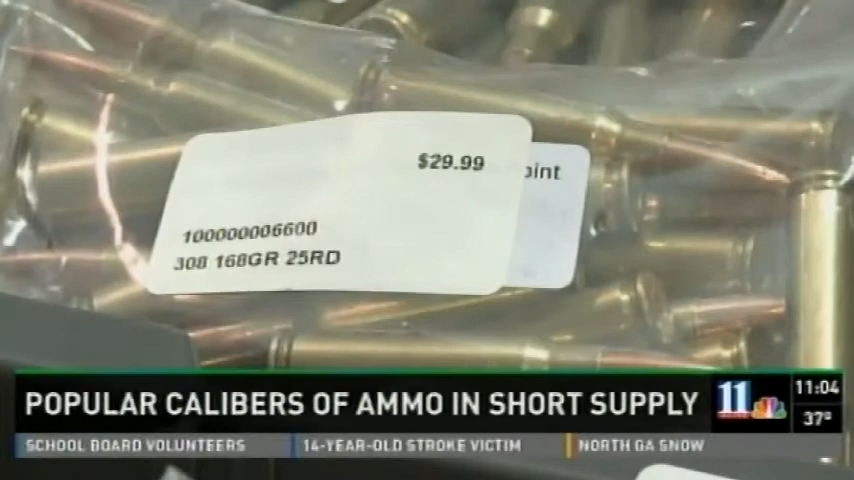 $29.99
oint
100000006600
308 168GR 25RD
POPULAR CALIBERS OF AMMO IN SHORT SUPPLY
11
11:04
37°
SCHOOL BOARD VOLUNTEERS
14-YEAR-OLD STROKE VICTIM
NORTH GA SNOW